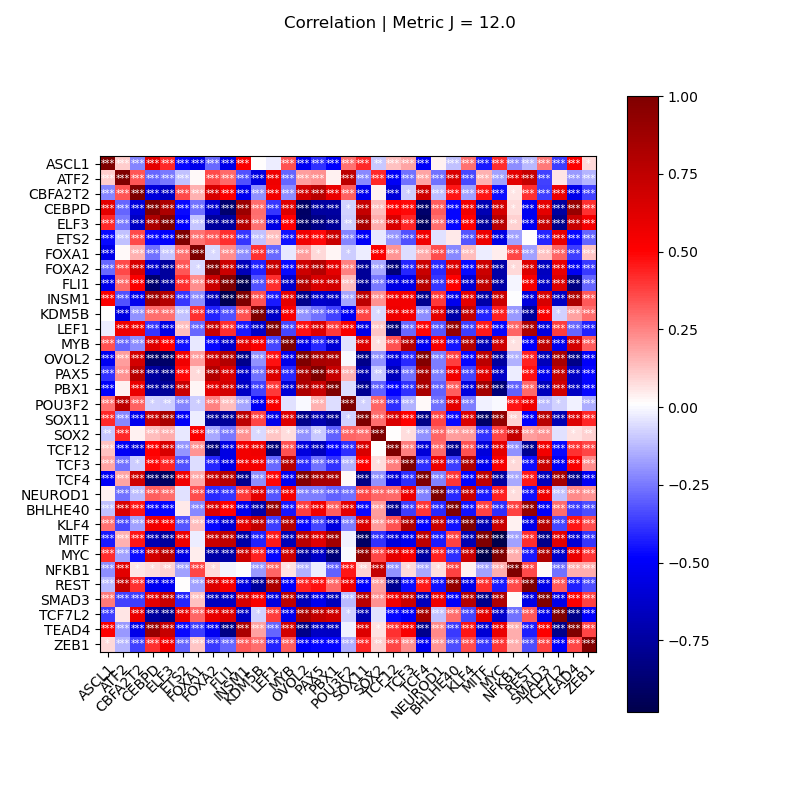 Correlation | Metric J = 12.0
ASCL1
ATF2
CBFA2T2
CEBPD
ELF3
ETS2
FOXA1
FOXA2
FLI1
INSM1
KDM5B
LEF1
MYB
OVOL2
PAX5
PBX1
POU3F2
SOX11
SOX2
TCF12
TCF3
TCF4
NEUROD1
BHLHE40
KLF4
MITF
MYC
NFKB1
REST
SMAD3
TCF7L2
TEAD4
ZEB1
ASCL1
ATF2
CBFA2T2
CEBPD
ELF3
ETS2
FOXA1
FOXA2
FLI1
INSM1
KDM5B
LEF1
MYB
OVOL2
PAX5
PBX1
POU3F2
SOX11
SOX2
TCF12
TCF3
TCF4
NEUROD1
BHLHE40
KLF4
MITF
MYC
NFKB1
REST
SMAD3
TCF7L2
TEAD4
ZEB1
1.00
0.75
0.50
0.25
0.00
−0.25
−0.50
−0.75